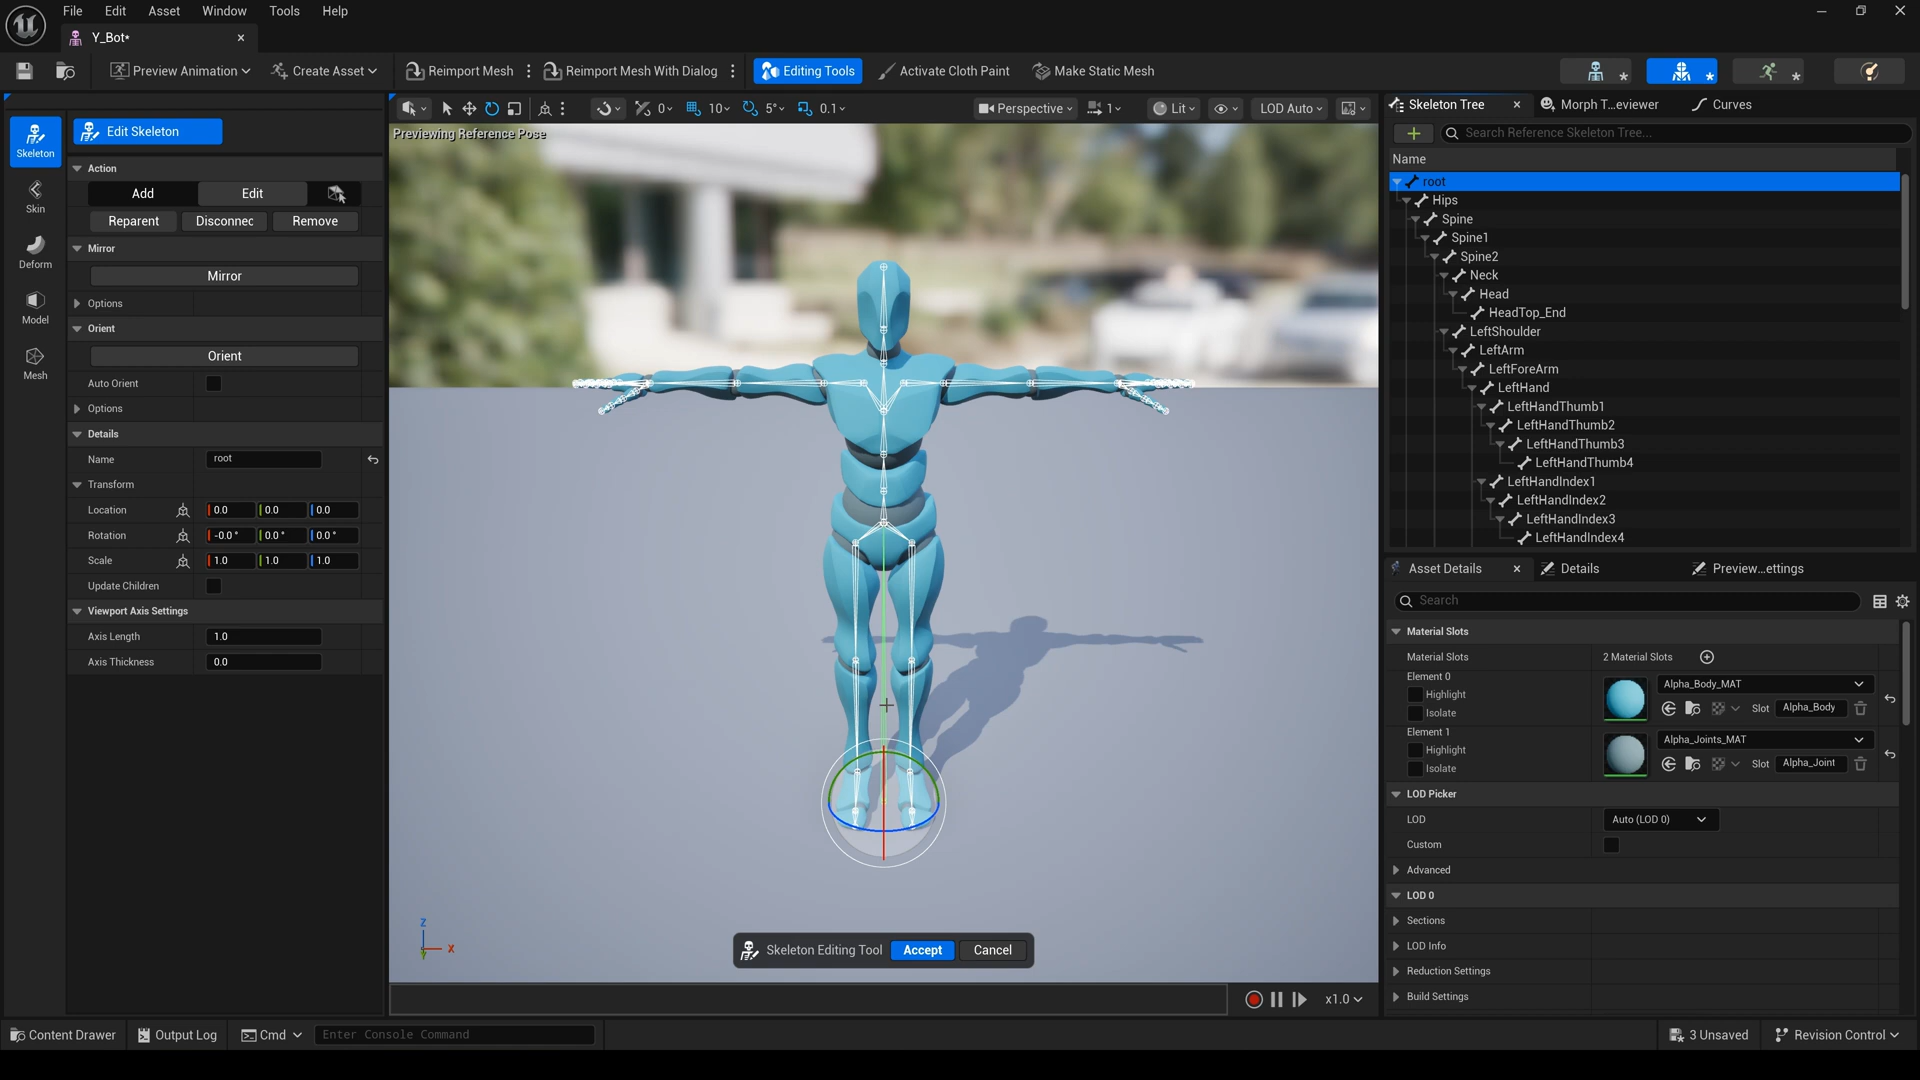 File Edit Asset Window Tools Help
Y_Bot*
Preview Animation Create Asset Reimport Mesh Reimport Mesh With Dialog Editing Tools Activate Cloth Paint Make Static Mesh
Skeleton
Skin
Deform
Model
Mesh
Edit Skeleton
Action
Add Edit
Reparent Disconnec Remove
Mirror
Mirror
Options
Orient
Orient
Auto Orient
Options
Details
Name root
Transform
Location 0.0 0.0 0.0
Rotation -0.0° 0.0° 0.0°
Scale 1.0 1.0 1.0
Update Children
Viewport Axis Settings
Axis Length 1.0
Axis Thickness 0.0
0 10 5° 0.1 Perspective 1 Lit LOD Auto
Previewing Reference Pose
Z
X
Y
Skeleton Editing Tool Accept Cancel
x1.0
Skeleton Tree Morph T...eviewer Curves
Search Reference Skeleton Tree...
Name
root
Hips
Spine
Spine1
Spine2
Neck
Head
HeadTop_End
LeftShoulder
LeftArm
LeftForeArm
LeftHand
LeftHandThumb1
LeftHandThumb2
LeftHandThumb3
LeftHandThumb4
LeftHandIndex1
LeftHandIndex2
LeftHandIndex3
LeftHandIndex4
Asset Details Details Preview...ettings
Search
Material Slots
Material Slots 2 Material Slots
Element 0
Highlight
Isolate
Alpha_Body_MAT
Slot Alpha_Body
Element 1
Highlight
Isolate
Alpha_Joints_MAT
Slot Alpha_Joint
LOD Picker
LOD Auto (LOD 0)
Custom
Advanced
LOD 0
Sections
LOD Info
Reduction Settings
Build Settings
Content Drawer Output Log Cmd Enter Console Command 3 Unsaved Revision Control